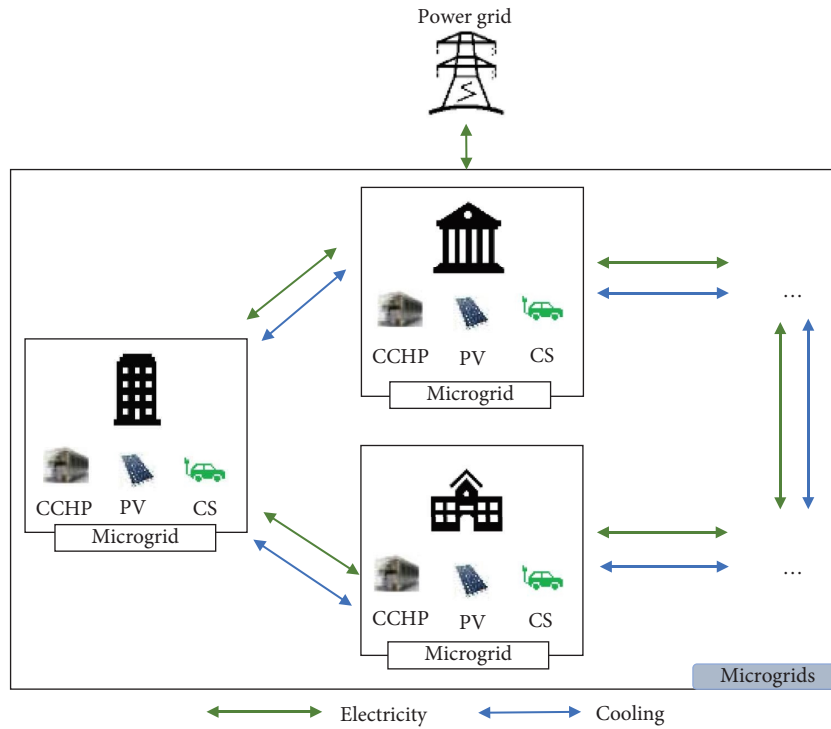 Power grid
CCHP PV CS
Microgrid
...
CCHP PV CS
Microgrid
CCHP PV CS
Microgrid
...
Microgrids
Electricity Cooling